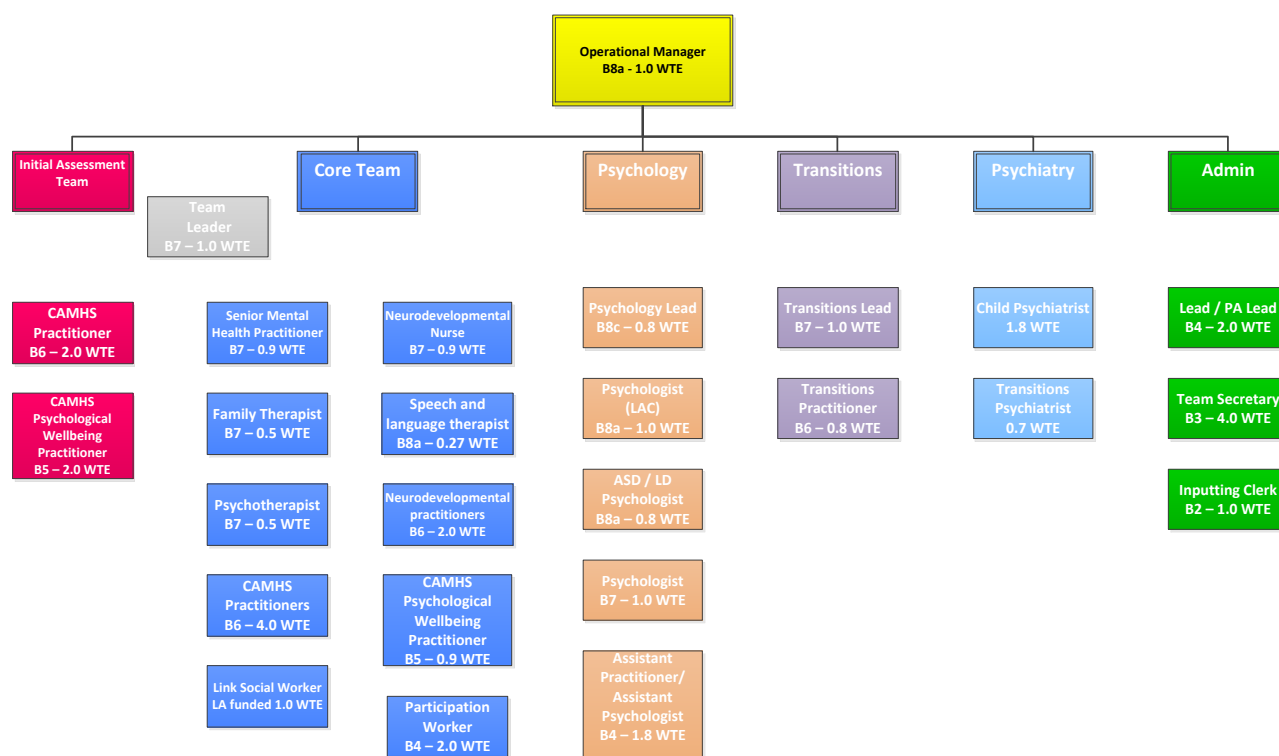 Operational Manager
B8a - 1.0 WTE
Initial Assessment
Team
Core Team
Psychology
Transitions
Psychiatry
Admin
Team
Leader
B7 – 1.0 WTE
CAMHS
Practitioner
B6 – 2.0 WTE
Senior Mental
Health Practitioner
B7 – 0.9 WTE
Neurodevelopmental
Nurse
B7 – 0.9 WTE
Psychology Lead
B8c – 0.8 WTE
Transitions Lead
B7 – 1.0 WTE
Child Psychiatrist
1.8 WTE
Lead / PA Lead
B4 – 2.0 WTE
CAMHS
Psychological
Wellbeing
Practitioner
B5 – 2.0 WTE
Family Therapist
B7 – 0.5 WTE
Speech and
language therapist
B8a – 0.27 WTE
Psychologist
(LAC)
B8a – 1.0 WTE
Transitions
Practitioner
B6 – 0.8 WTE
Transitions
Psychiatrist
0.7 WTE
Team Secretary
B3 – 4.0 WTE
Psychotherapist
B7 – 0.5 WTE
Neurodevelopmental
practitioners
B6 – 2.0 WTE
ASD / LD
Psychologist
B8a – 0.8 WTE
Inputting Clerk
B2 – 1.0 WTE
CAMHS
Practitioners
B6 – 4.0 WTE
CAMHS
Psychological
Wellbeing
Practitioner
B5 – 0.9 WTE
Psychologist
B7 – 1.0 WTE
Link Social Worker
LA funded 1.0 WTE
Participation
Worker
B4 – 2.0 WTE
Assistant
Practitioner/
Assistant
Psychologist
B4 – 1.8 WTE